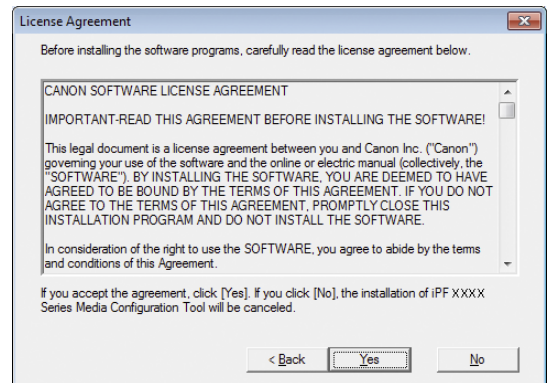 License Agreement
Before installing the software programs, carefully read the license agreement below.
CANON SOFTWARE LICENSE AGREEMENT
IMPORTANT-READ THIS AGREEMENT BEFORE INSTALLING THE SOFTWARE!
This legal document is a license agreement between you and Canon Inc. ("Canon")
governing your use of the software and the online or electric manual (collectively, the
"SOFTWARE"). BY INSTALLING THE SOFTWARE, YOU ARE DEEMED TO HAVE
AGREED TO BE BOUND BY THE TERMS OF THIS AGREEMENT. IF YOU DO NOT
AGREE TO THE TERMS OF THIS AGREEMENT, PROMPTLY CLOSE THIS
INSTALLATION PROGRAM AND DO NOT INSTALL THE SOFTWARE.
In consideration of the right to use the SOFTWARE, you agree to abide by the terms
and conditions of this Agreement.
If you accept the agreement, click [Yes]. If you click [No], the installation of iPF XXXX
Series Media Configuration Tool will be canceled.
< Back Yes No